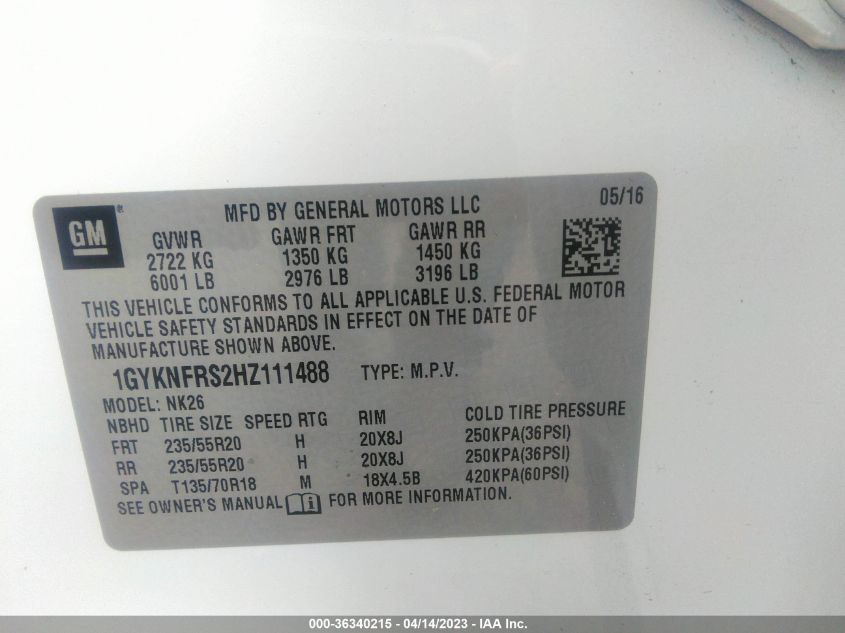 GM
®
MFD BY GENERAL MOTORS LLC
05/16
GVWR GAWR FRT GAWR RR
2722 KG 1350 KG 1450 KG
6001 LB 2976 LB 3196 LB
THIS VEHICLE CONFORMS TO ALL APPLICABLE U.S. FEDERAL MOTOR
VEHICLE SAFETY STANDARDS IN EFFECT ON THE DATE OF
MANUFACTURE SHOWN ABOVE.
1GYKNFRS2HZ111488 TYPE: M.P.V.
MODEL: NK26
NBHD TIRE SIZE SPEED RTG RIM COLD TIRE PRESSURE
FRT 235/55R20 H 20X8J 250KPA(36PSI)
RR 235/55R20 H 20X8J 250KPA(36PSI)
SPA T135/70R18 M 18X4.5B 420KPA(60PSI)
SEE OWNER'S MANUAL FOR MORE INFORMATION.
000-36340215 - 04/14/2023 - IAA Inc.